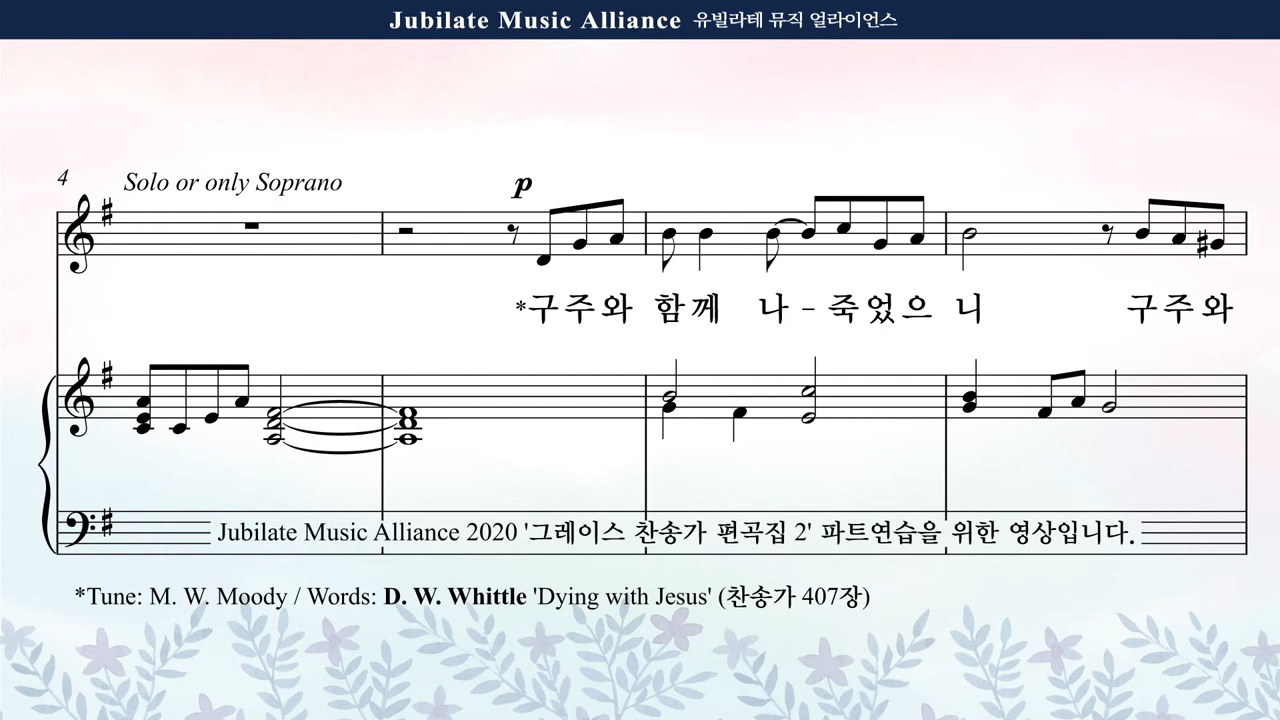 Jubilate Music Alliance 유빌라테 뮤직 얼라이언스
4 Solo or only Soprano p
*구주와 함께 나-죽었으 니 구주와
Jubilate Music Alliance 2020 '그레이스 찬송가 편곡집 2' 파트연습을 위한 영상입니다.
*Tune: M. W. Moody / Words: D. W. Whittle 'Dying with Jesus' (찬송가 407장)